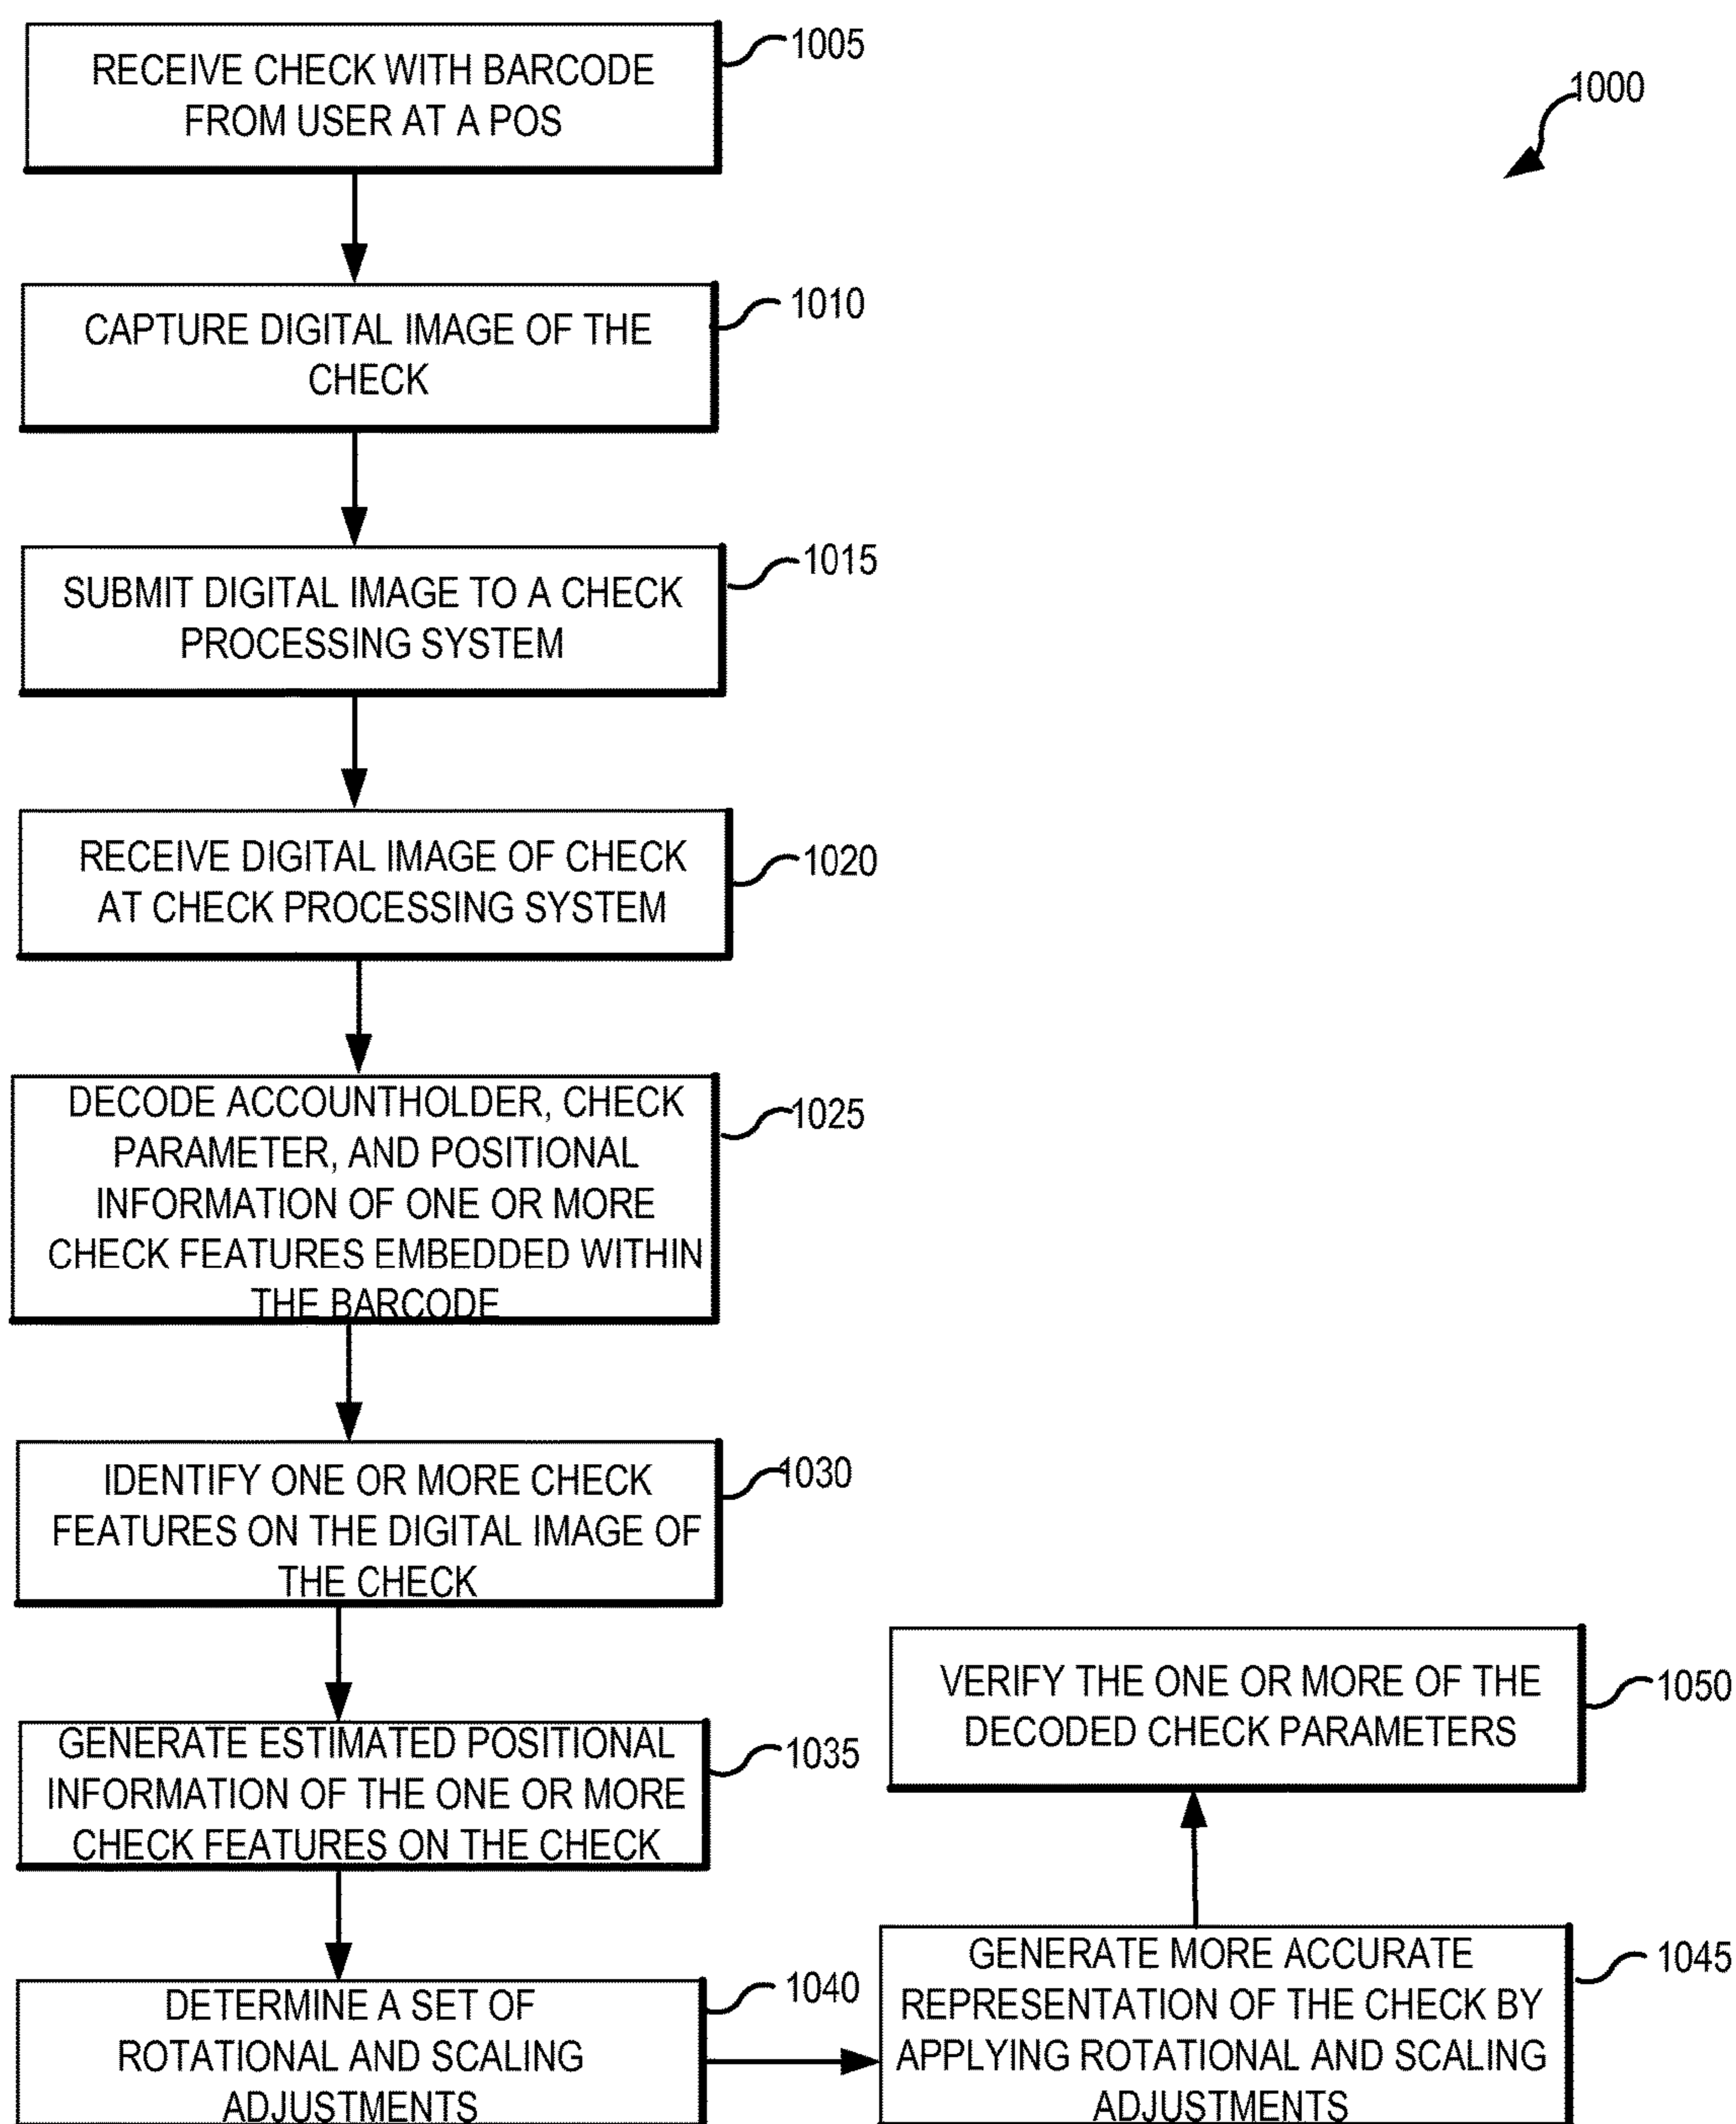 RECEIVE CHECK WITH BARCODE
FROM USER AT A POS
1005
1000
CAPTURE DIGITAL IMAGE OF THE
CHECK
1010
SUBMIT DIGITAL IMAGE TO A CHECK
PROCESSING SYSTEM
1015
RECEIVE DIGITAL IMAGE OF CHECK
AT CHECK PROCESSING SYSTEM
1020
DECODE ACCOUNTHOLDER, CHECK
PARAMETER, AND POSITIONAL
INFORMATION OF ONE OR MORE
CHECK FEATURES EMBEDDED WITHIN
THE BARCODE
1025
IDENTIFY ONE OR MORE CHECK
FEATURES ON THE DIGITAL IMAGE OF
THE CHECK
1030
GENERATE ESTIMATED POSITIONAL
INFORMATION OF THE ONE OR MORE
CHECK FEATURES ON THE CHECK
1035
DETERMINE A SET OF
ROTATIONAL AND SCALING
ADJUSTMENTS
1040
GENERATE MORE ACCURATE
REPRESENTATION OF THE CHECK BY
APPLYING ROTATIONAL AND SCALING
ADJUSTMENTS
1045
VERIFY THE ONE OR MORE OF THE
DECODED CHECK PARAMETERS
1050